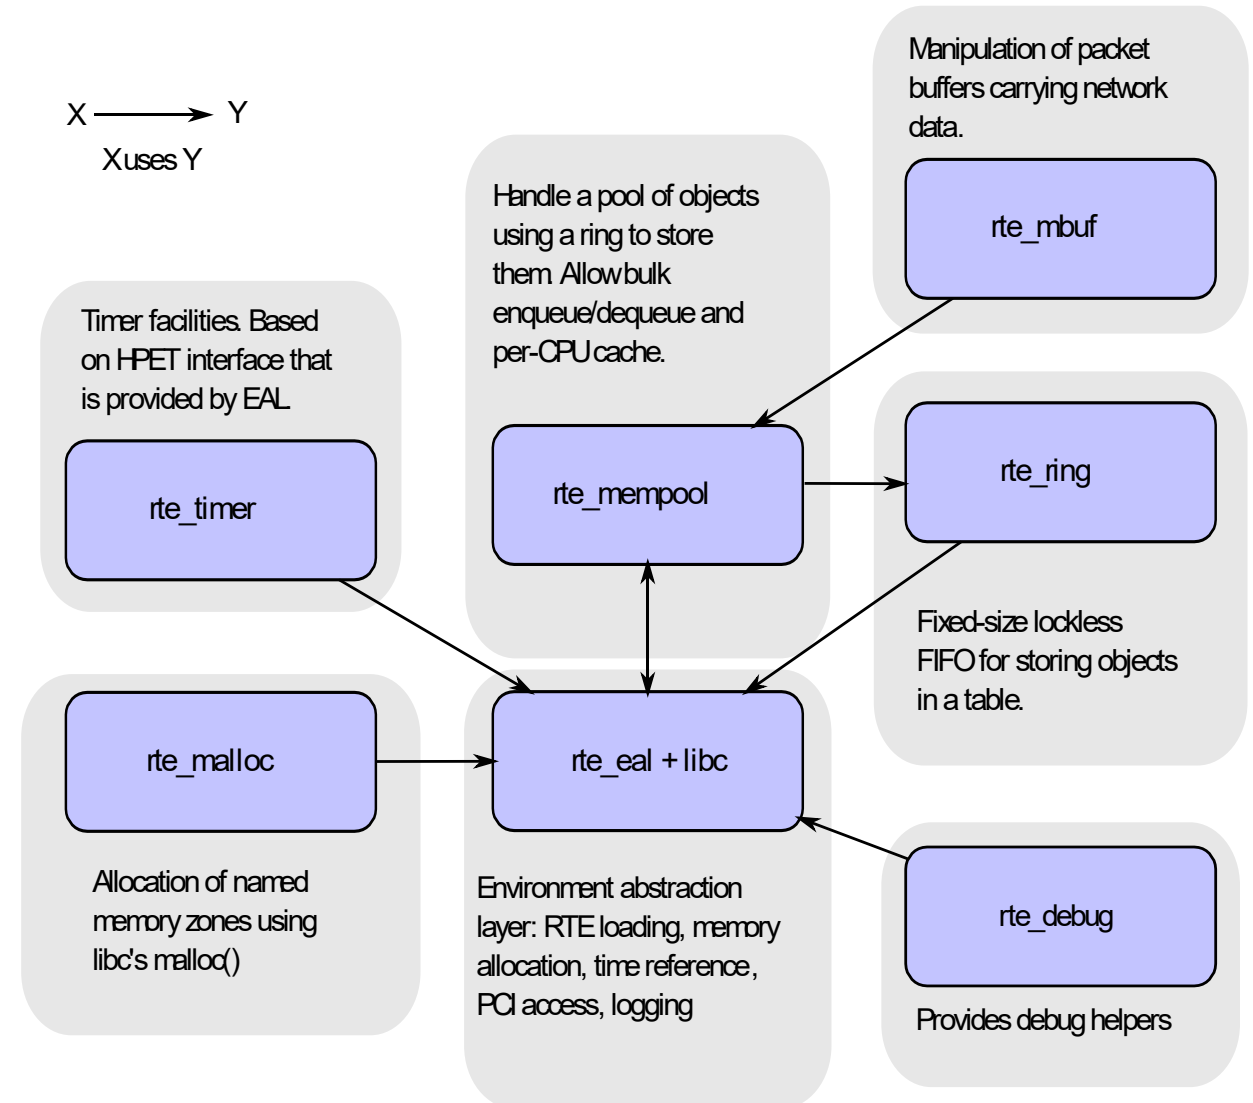 X
Y
X uses Y
Manipulation of packet
buffers carrying network
data.
rte_mbuf
Handle a pool of objects
using a ring to store
them. Allow bulk
enqueue/dequeue and
per-CPU cache.
rte_mempool
Timer facilities. Based
on HPET interface that
is provided by EAL.
rte_timer
rte_ring
Fixed-size lockless
FIFO for storing objects
in a table.
rte_malloc
Allocation of named
memory zones using
libc's malloc()
rte_eal + libc
Environment abstraction
layer: RTE loading, memory
allocation, time reference,
PCI access, logging
rte_debug
Provides debug helpers